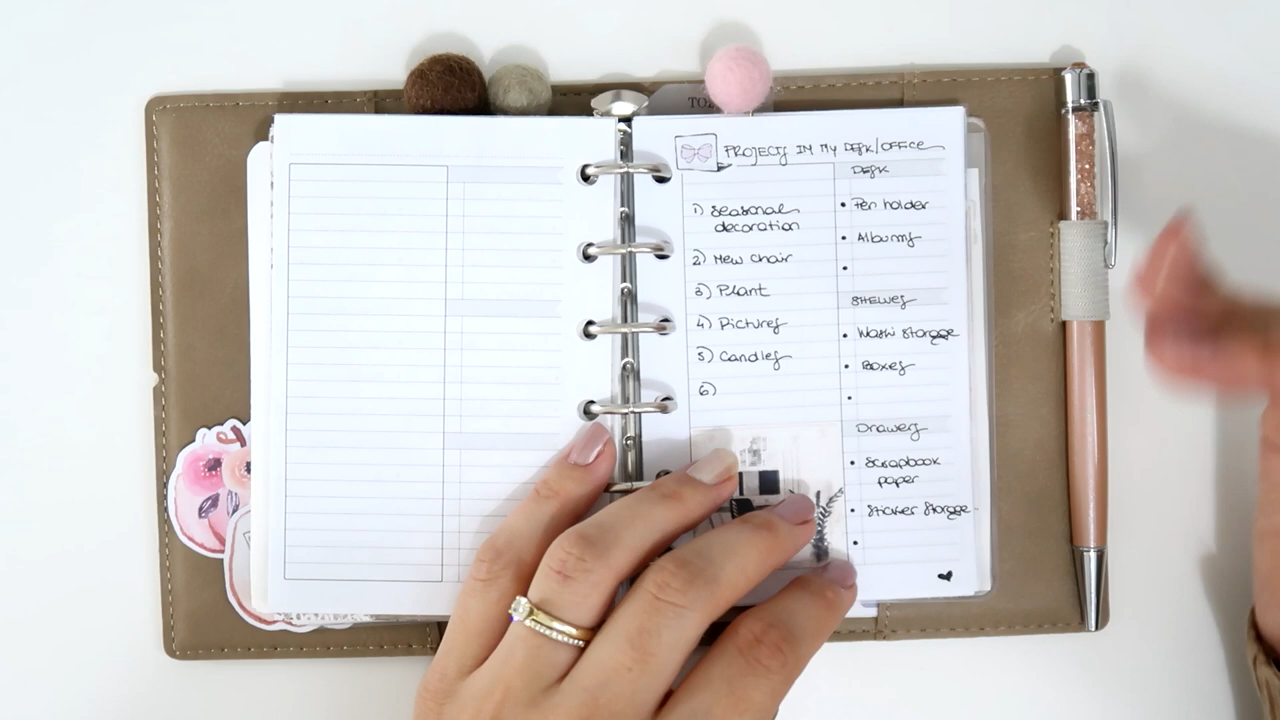 PROJECTS IN MY DESK/OFFICE
1) Seasonal
decoration
2) New chair
3) Plant
4) Pictures
5) Candles
6)
DESK
• Pen holder
• Albums
•
SHELVES
• Washi Storage
• Boxes
•
Drawers
• Scrapbook
paper
• Sticker Storage
•